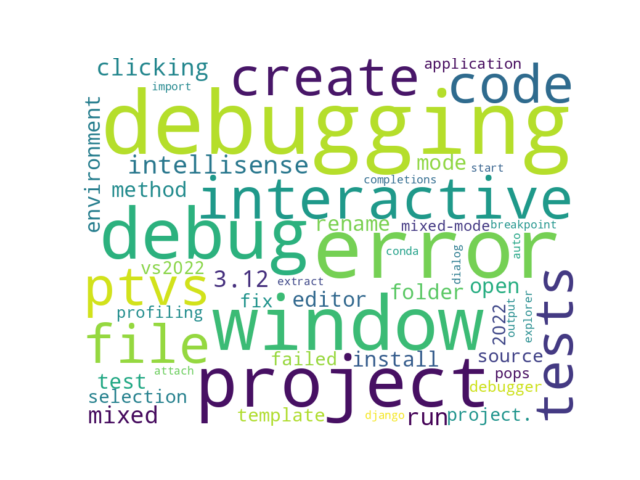 clicking
application
create
code
import
debugging
environment
intellisense
mode
start
completions
method
interactive
debug
rename
mixed-mode
breakpoint
error
conda
auto
dialog
vs2022
ptvs
3.12
extract
folder
open
fix
editor
profiling
window
2022
output
explorer
tests
file
failed
install
source
attach
project
pops
test
debugger
selection
mixed
template
django
run
project.